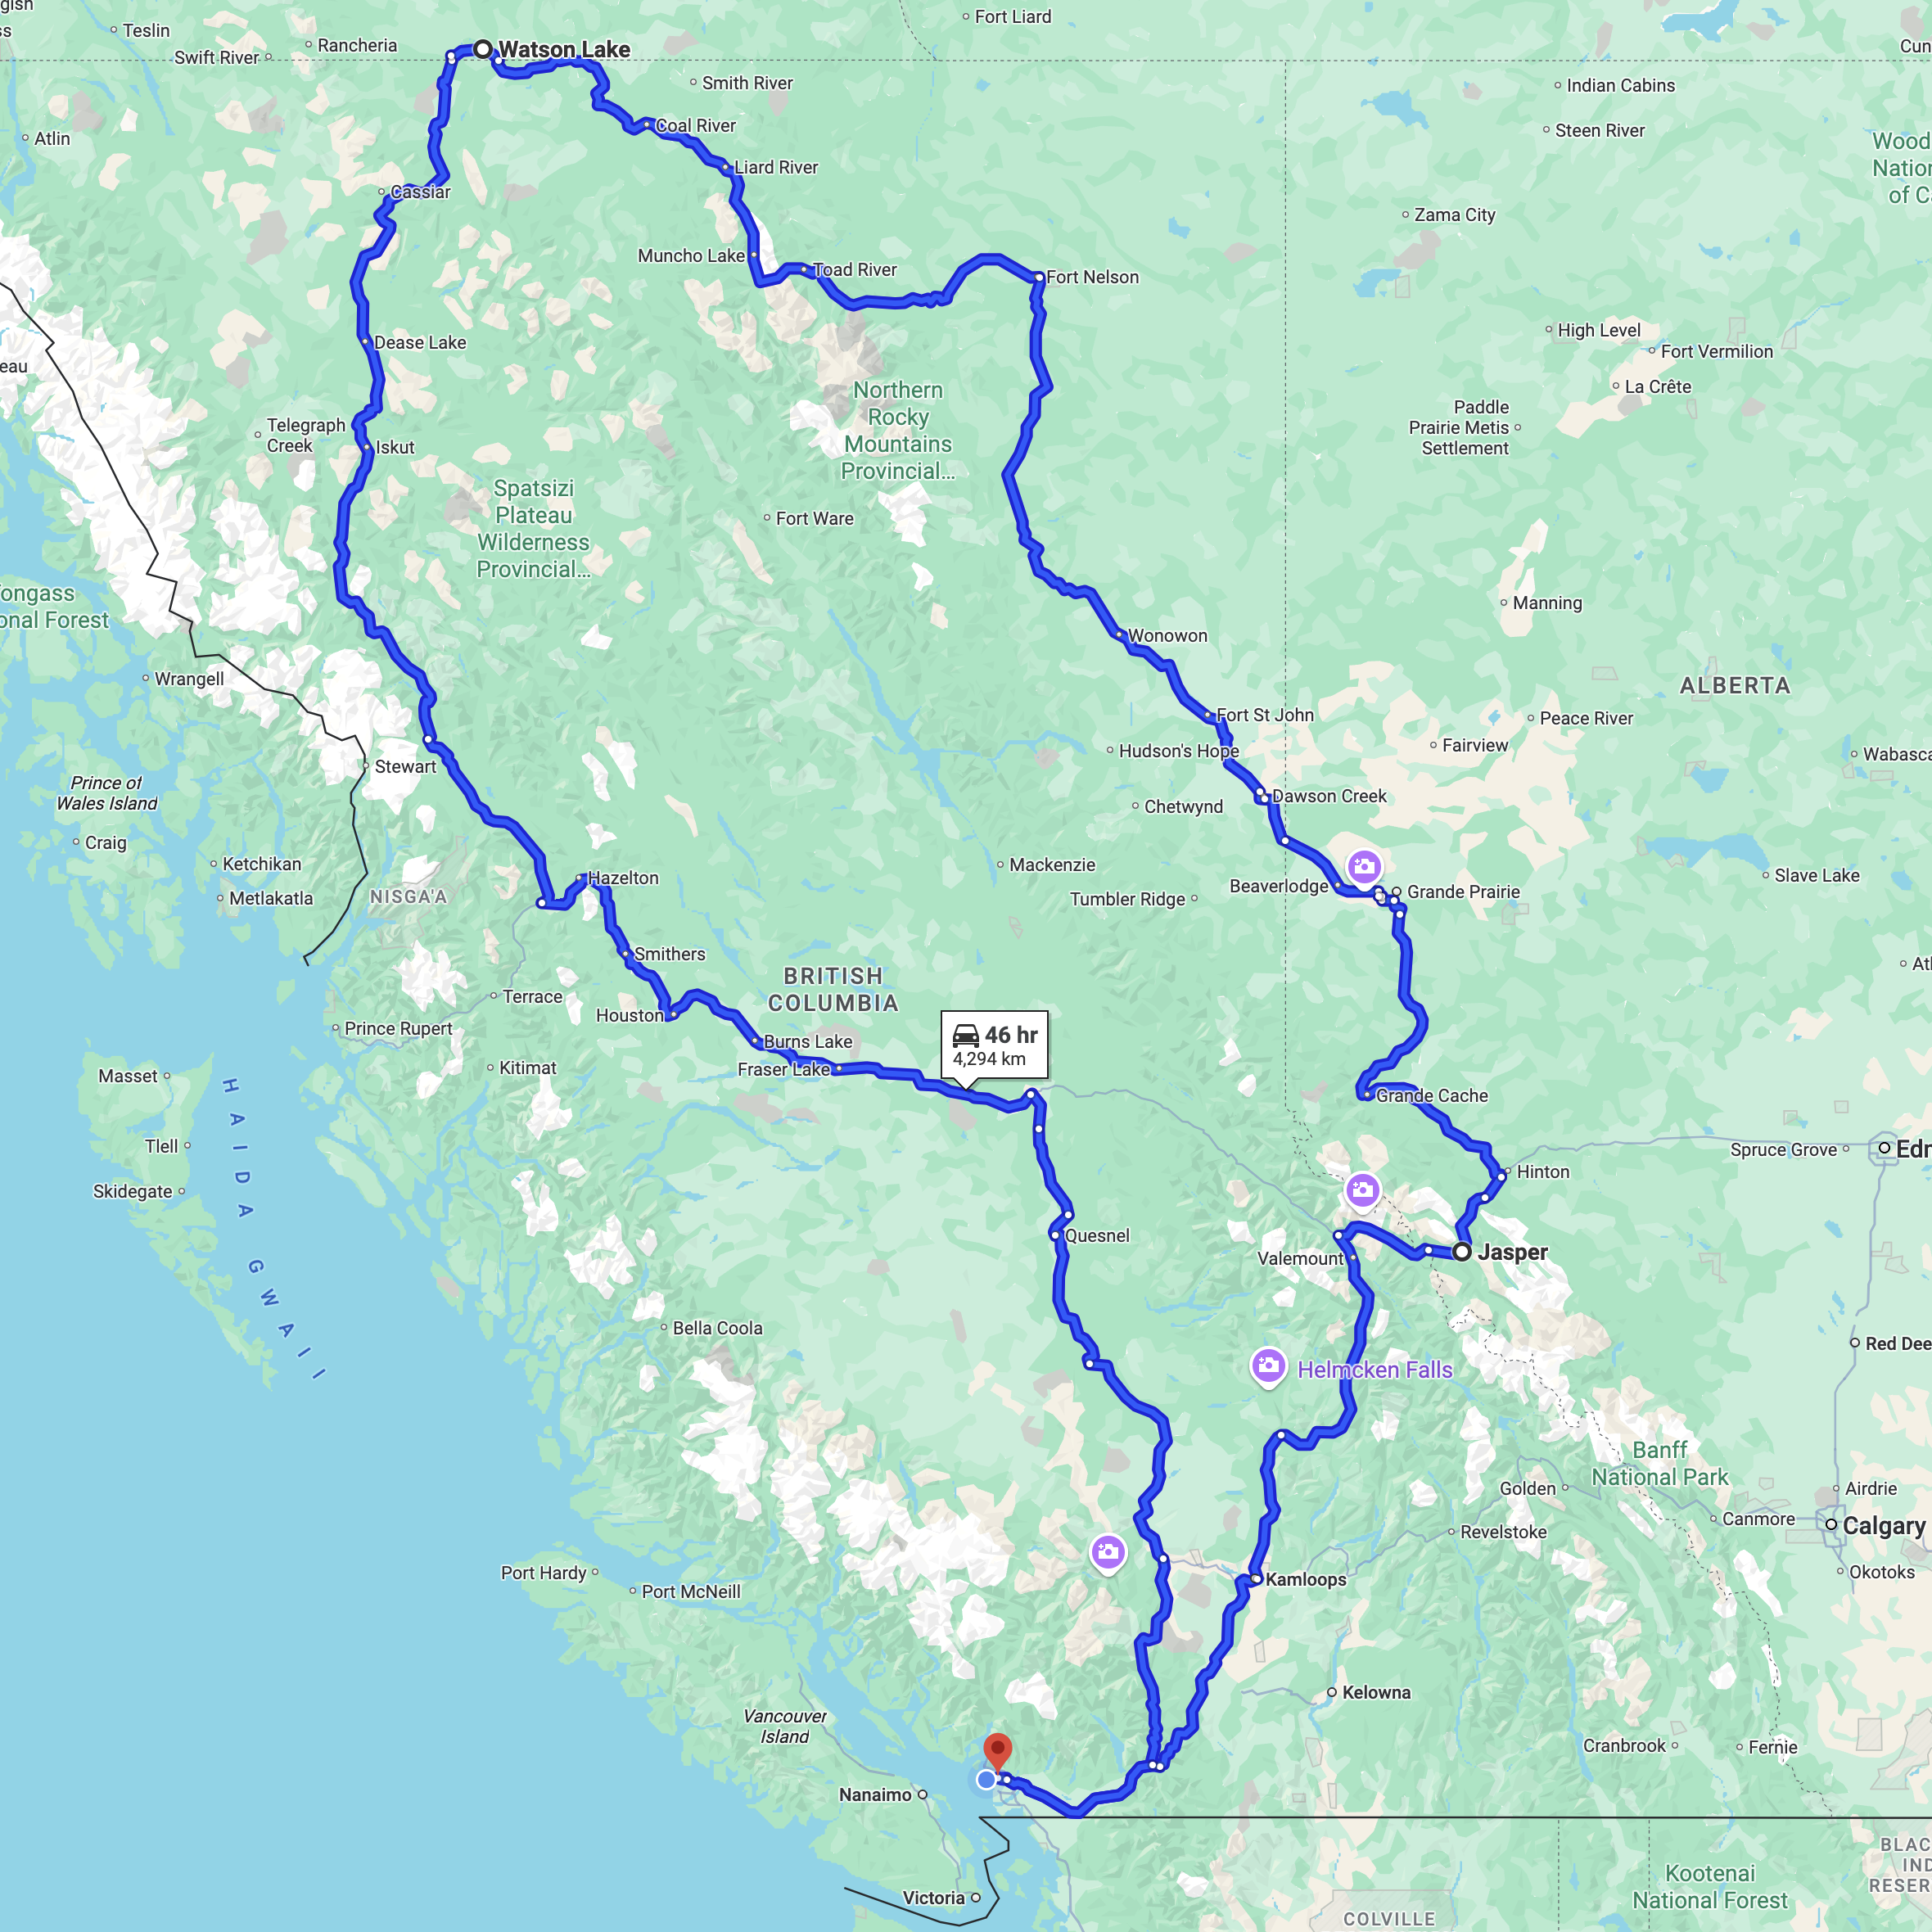 Teslin
Fort Liard
Rancheria
Swift River
Watson Lake
Smith River
Indian Cabins
Atlin
Coal River
Steen River
Wood
Liard River
of C
Cassiar
Zama City
Muncho Lake
Toad River
Fort Nelson
High Level
Dease Lake
Fort Vermilion
eau
La Crête
Northern
Rocky
Mountains
Provincial...
Paddle
Prairie Metis
Settlement
Telegraph
Creek
Iskut
Spatsizi
Plateau
Wilderness
Provincial...
Fort Ware
ongass
onal Forest
Manning
Wonowon
Wrangell
ALBERTA
Fort St John
Peace River
Fairview
Hudson's Hope
Wabasca
Stewart
Prince of
Wales Island
Dawson Creek
Chetwynd
Craig
Ketchikan
Mackenzie
Hazelton
Slave Lake
Beaverlodge
Grande Prairie
Metlakatla
NISGA'A
Tumbler Ridge
Smithers
BRITISH
COLUMBIA
Terrace
Houston
Prince Rupert
46 hr
4,294 km
Burns Lake
Fraser Lake
Kitimat
Masset
HAIDA GWAII
Grande Cache
Tlell
Spruce Grove
Edr
Hinton
Skidegate
Quesnel
Jasper
Valemount
Bella Coola
Red Dee
Helmcken Falls
Banff
National Park
Golden
Airdrie
Canmore
Calgary
Revelstoke
Port Hardy
Port McNeill
Kamloops
Okotoks
Kelowna
Vancouver
Island
Cranbrook
Fernie
Nanaimo
BLAC
IND
RESER
Kootenai
National Forest
Victoria
COLVILLE